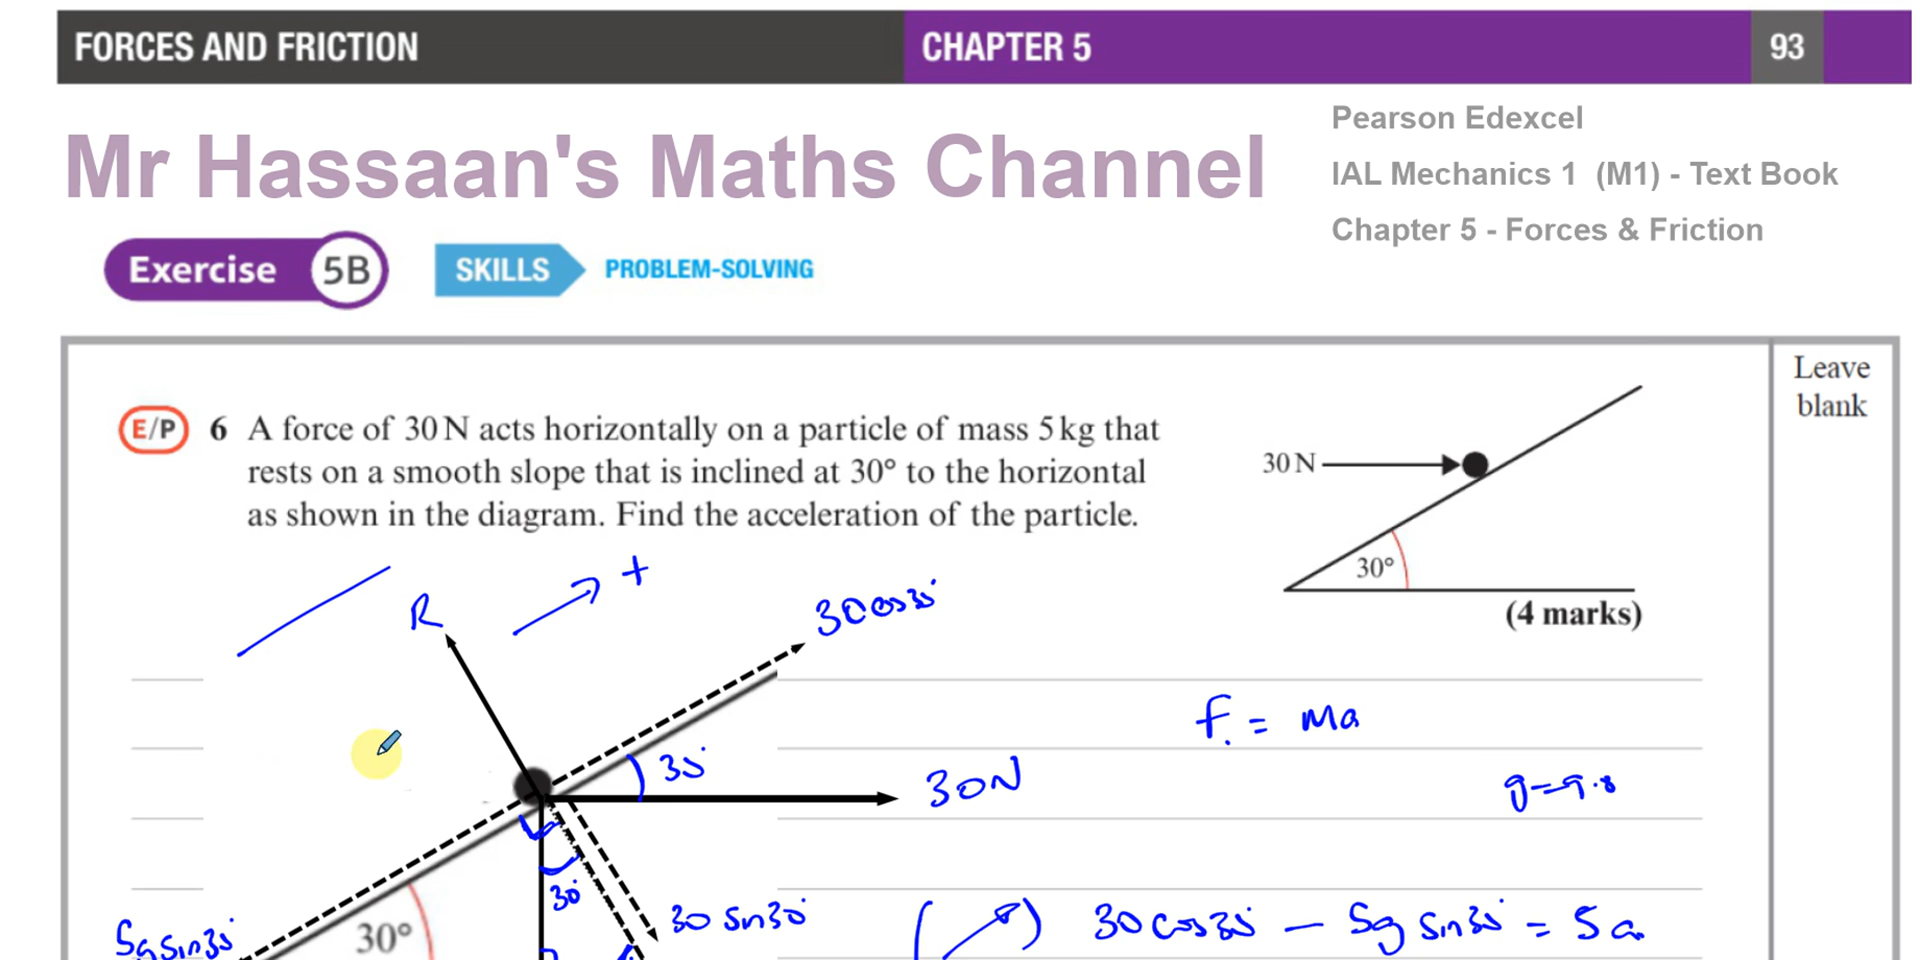 FORCES AND FRICTION
CHAPTER 5
93
Mr Hassaan's Maths Channel
Pearson Edexcel
IAL Mechanics 1 (M1) - Text Book
Chapter 5 - Forces & Friction
Exercise 5B
SKILLS
PROBLEM-SOLVING
Leave
blank
E/P 6 A force of 30 N acts horizontally on a particle of mass 5 kg that
rests on a smooth slope that is inclined at 30° to the horizontal
as shown in the diagram. Find the acceleration of the particle.
30 N
30°
(4 marks)
+
R
30cos30°
F = ma
30°
30N
g=9.8
30°
30 sin30°
5g sin30°
30°
30cos30° - 5g sin30° = 5a